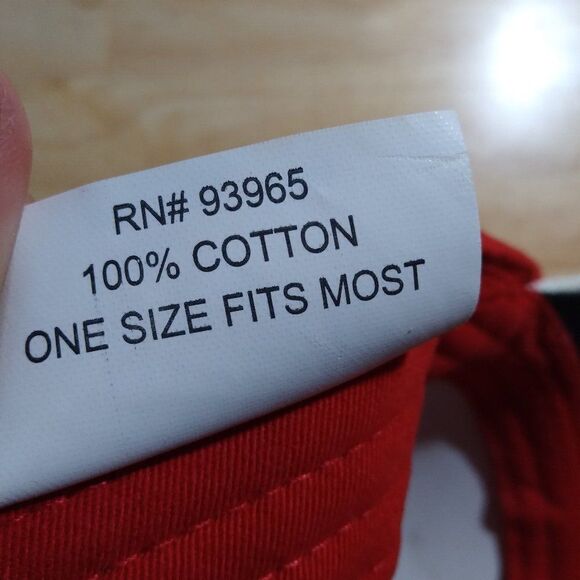 RN# 93965
100% COTTON
ONE SIZE FITS MOST